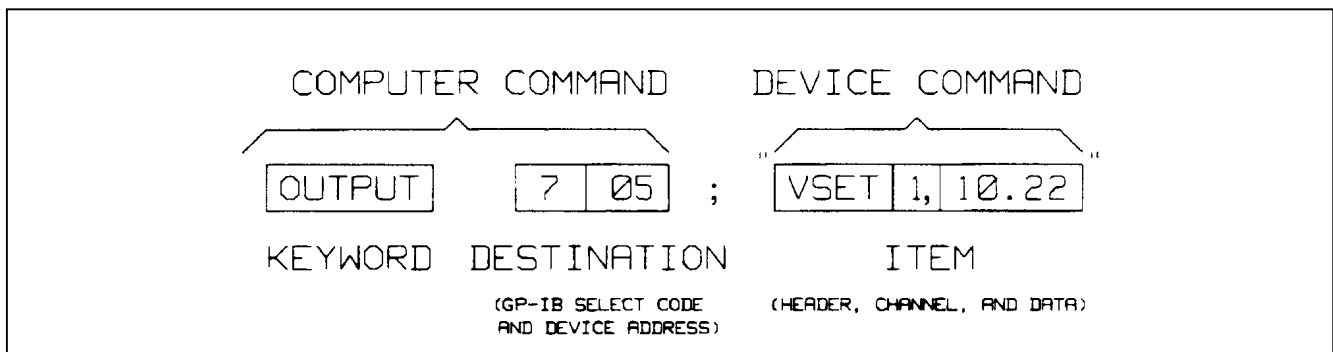 COMPUTER COMMAND DEVICE COMMAND
OUTPUT 7 05 ; "VSET 1, 10.22"
KEYWORD DESTINATION ITEM
(GP-IB SELECT CODE (HEADER, CHANNEL, AND DATA)
AND DEVICE ADDRESS)